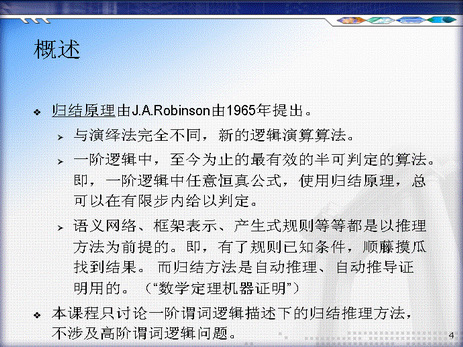 概述
归结原理由J.A.Robinson由1965年提出。
与演绎法完全不同，新的逻辑演算算法。
一阶逻辑中，至今为止的最有效的半可判定的算法。
即，一阶逻辑中任意恒真公式，使用归结原理，总
可以在有限步内给以判定。
语义网络、框架表示、产生式规则等等都是以推理
方法为前提的。即，有了规则已知条件，顺藤摸瓜
找到结果。 而归结方法是自动推理、自动推导证
明用的。（“数学定理机器证明”）
本课程只讨论一阶谓词逻辑描述下的归结推理方法，
不涉及高阶谓词逻辑问题。
4